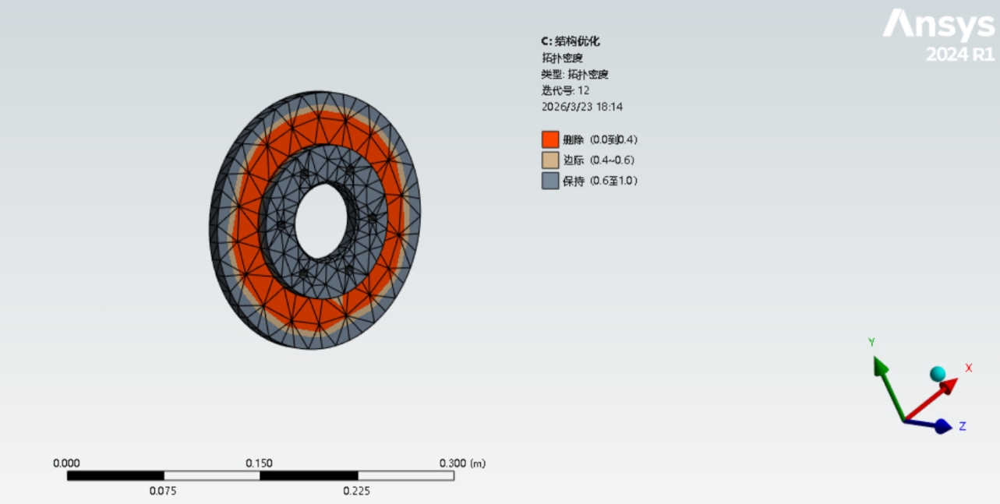 Ansys
2024 R1
C: 结构优化
拓扑密度
类型: 拓扑密度
迭代号: 12
2026/3/23 18:14
删除 (0.0到0.4)
边际 (0.4~0.6)
保持 (0.6至1.0)
Y
X
Z
0.000
0.150
0.300 (m)
0.075
0.225